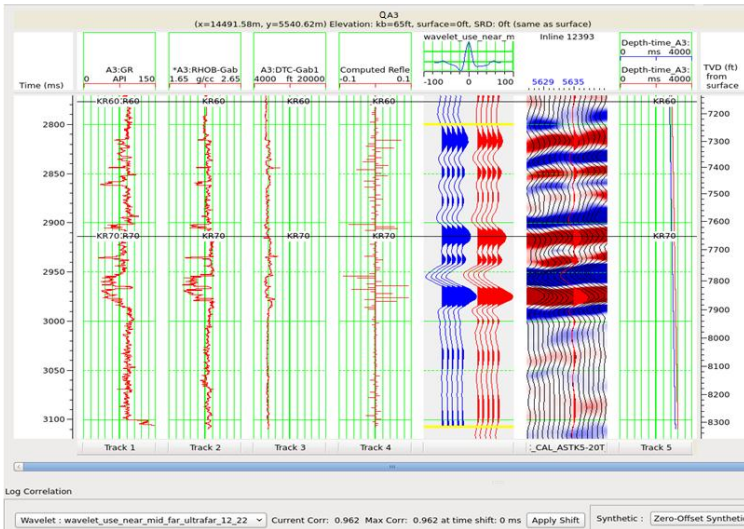 QA3
(x=14491.58m, y=5540.62m) Elevation: kb=65ft, surface=0ft, SRD: 0ft (same as surface)
A3:GR
0 API 150
*A3:RHOB-Gab
1.65 g/cc 2.65
A3:DTC-Gab1
4000 ft 20000
Computed Refle
-0.1 0.1
wavelet_use_near_m
-100 0 100
Inline 12393
5629 5635
Depth-time_A3:
0 ms 4000
Depth-time_A3:
0 ms 4000
TVD (ft)
from
surface
Time (ms)
KR60:R60 KR60 KR60 KR60 KR60
2800
2850
2900
KR70:R70 KR70 KR70 KR70 KR70
2950
3000
3050
3100
7200
7300
7400
7500
7600
7700
7800
7900
8000
8100
8200
8300
Track 1 Track 2 Track 3 Track 4 :_CAL_ASTK5-20T Track 5
Log Correlation
Wavelet : wavelet_use_near_mid_far_ultrafar_12_22 Current Corr: 0.962 Max Corr: 0.962 at time shift: 0 ms Apply Shift Synthetic : Zero-Offset Synthetic